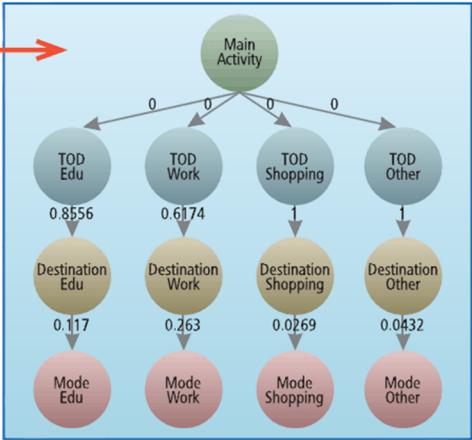 Main
Activity
0 0 0 0
TOD
Edu
TOD
Work
TOD
Shopping
TOD
Other
0.8556 0.6174 1 1
Destination
Edu
Destination
Work
Destination
Shopping
Destination
Other
0.117 0.263 0.0269 0.0432
Mode
Edu
Mode
Work
Mode
Shopping
Mode
Other